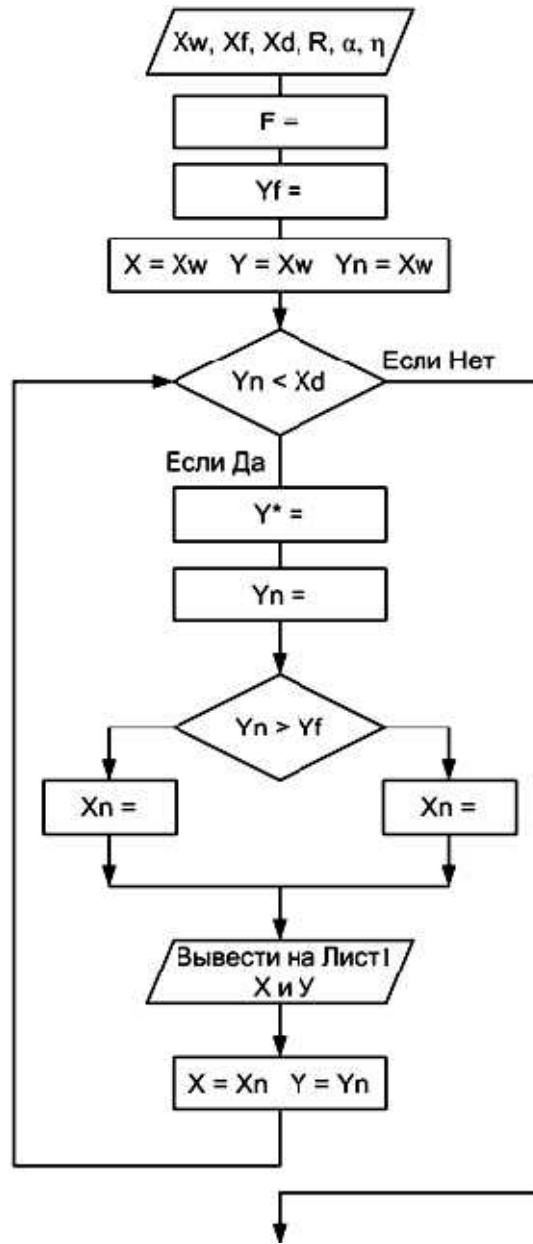 Xw, Xf, Xd, R, α, η
F =
Yf =
X = Xw Y = Xw Yn = Xw
Yn < Xd
Если Нет
Если Да
Y* =
Yn =
Yn > Yf
Xn =
Xn =
Вывести на Лист1
X и У
X = Xn Y = Yn